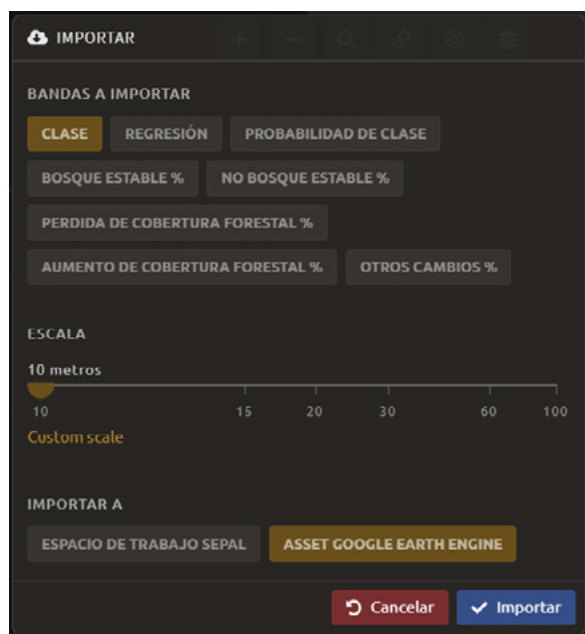 IMPORTAR
BANDAS A IMPORTAR
CLASE REGRESIÓN PROBABILIDAD DE CLASE
BOSQUE ESTABLE % NO BOSQUE ESTABLE %
PERDIDA DE COBERTURA FORESTAL %
AUMENTO DE COBERTURA FORESTAL % OTROS CAMBIOS %
ESCALA
10 metros
10 15 20 30 60 100
Custom scale
IMPORTAR A
ESPACIO DE TRABAJO SEPAL ASSET GOOGLE EARTH ENGINE
Cancelar Importar